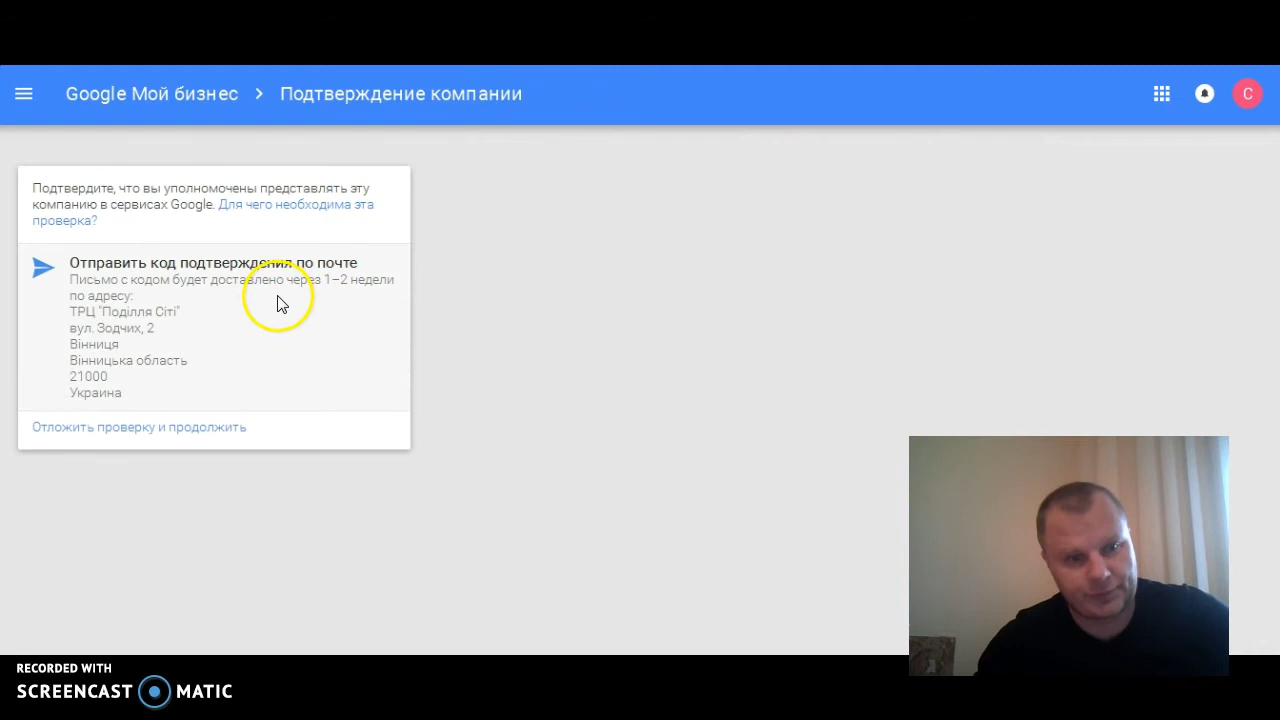 Google Мой бизнес > Подтверждение компании
C
Подтвердите, что вы уполномочены представлять эту
компанию в сервисах Google. Для чего необходима эта
проверка?
Отправить код подтверждения по почте
Письмо с кодом будет доставлено через 1–2 недели
по адресу:
ТРЦ "Поділля Сіті"
вул. Зодчих, 2
Вінниця
Вінницька область
21000
Украина
Отложить проверку и продолжить
RECORDED WITH
SCREENCAST MATIC